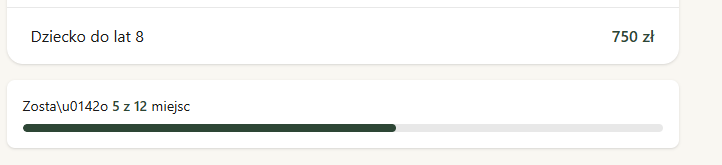 Dziecko do lat 8 750 zł
Zosta\u0142o 5 z 12 miejsc